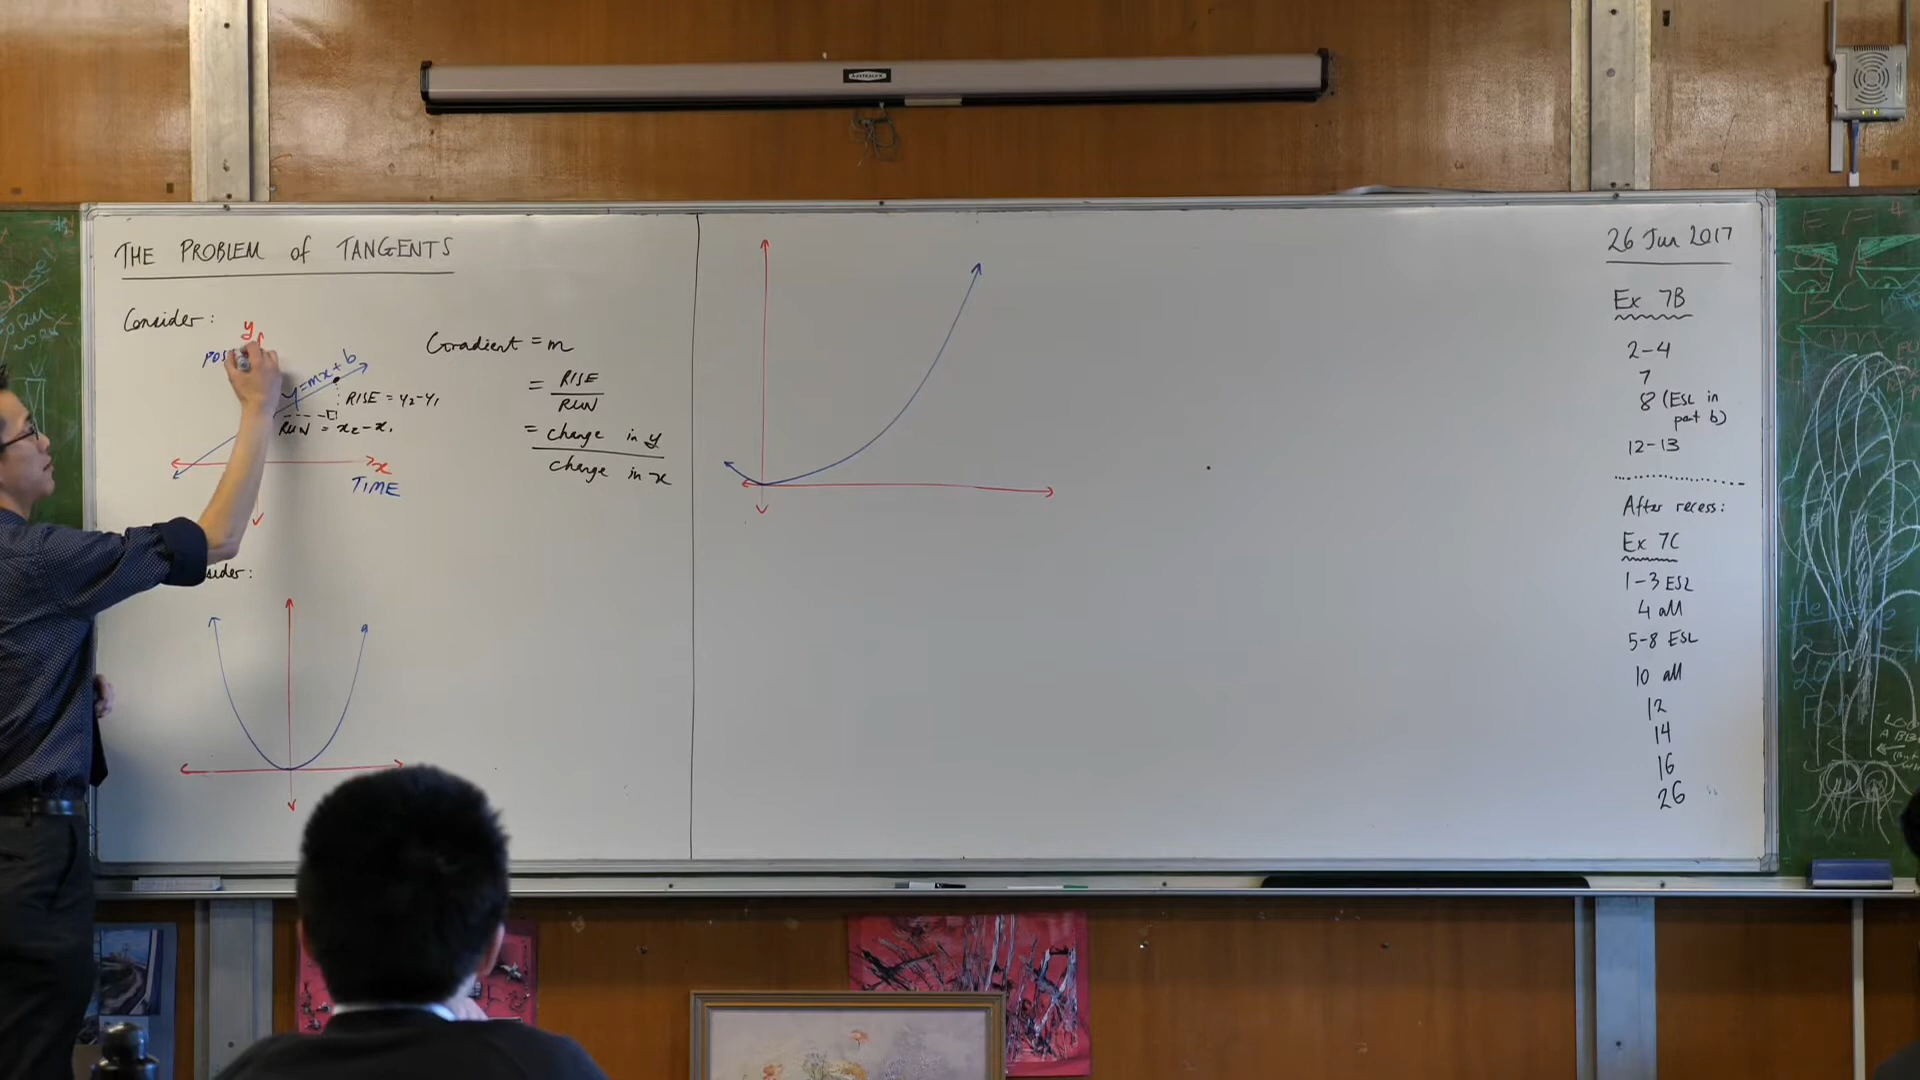 THE PROBLEM of TANGENTS
Consider:
y
POS
y=mx+b
RISE = y₂-y₁
RUN = x₂-x₁
x
TIME
Gradient = m
= RISE
RUN
= change in y
change in x
sider:
26 Jun 2017
Ex 7B
2-4
7
8 (ESL in
part b)
12-13
After recess:
Ex 7C
1-3 ESL
4 all
5-8 ESL
10 all
12
14
16
26